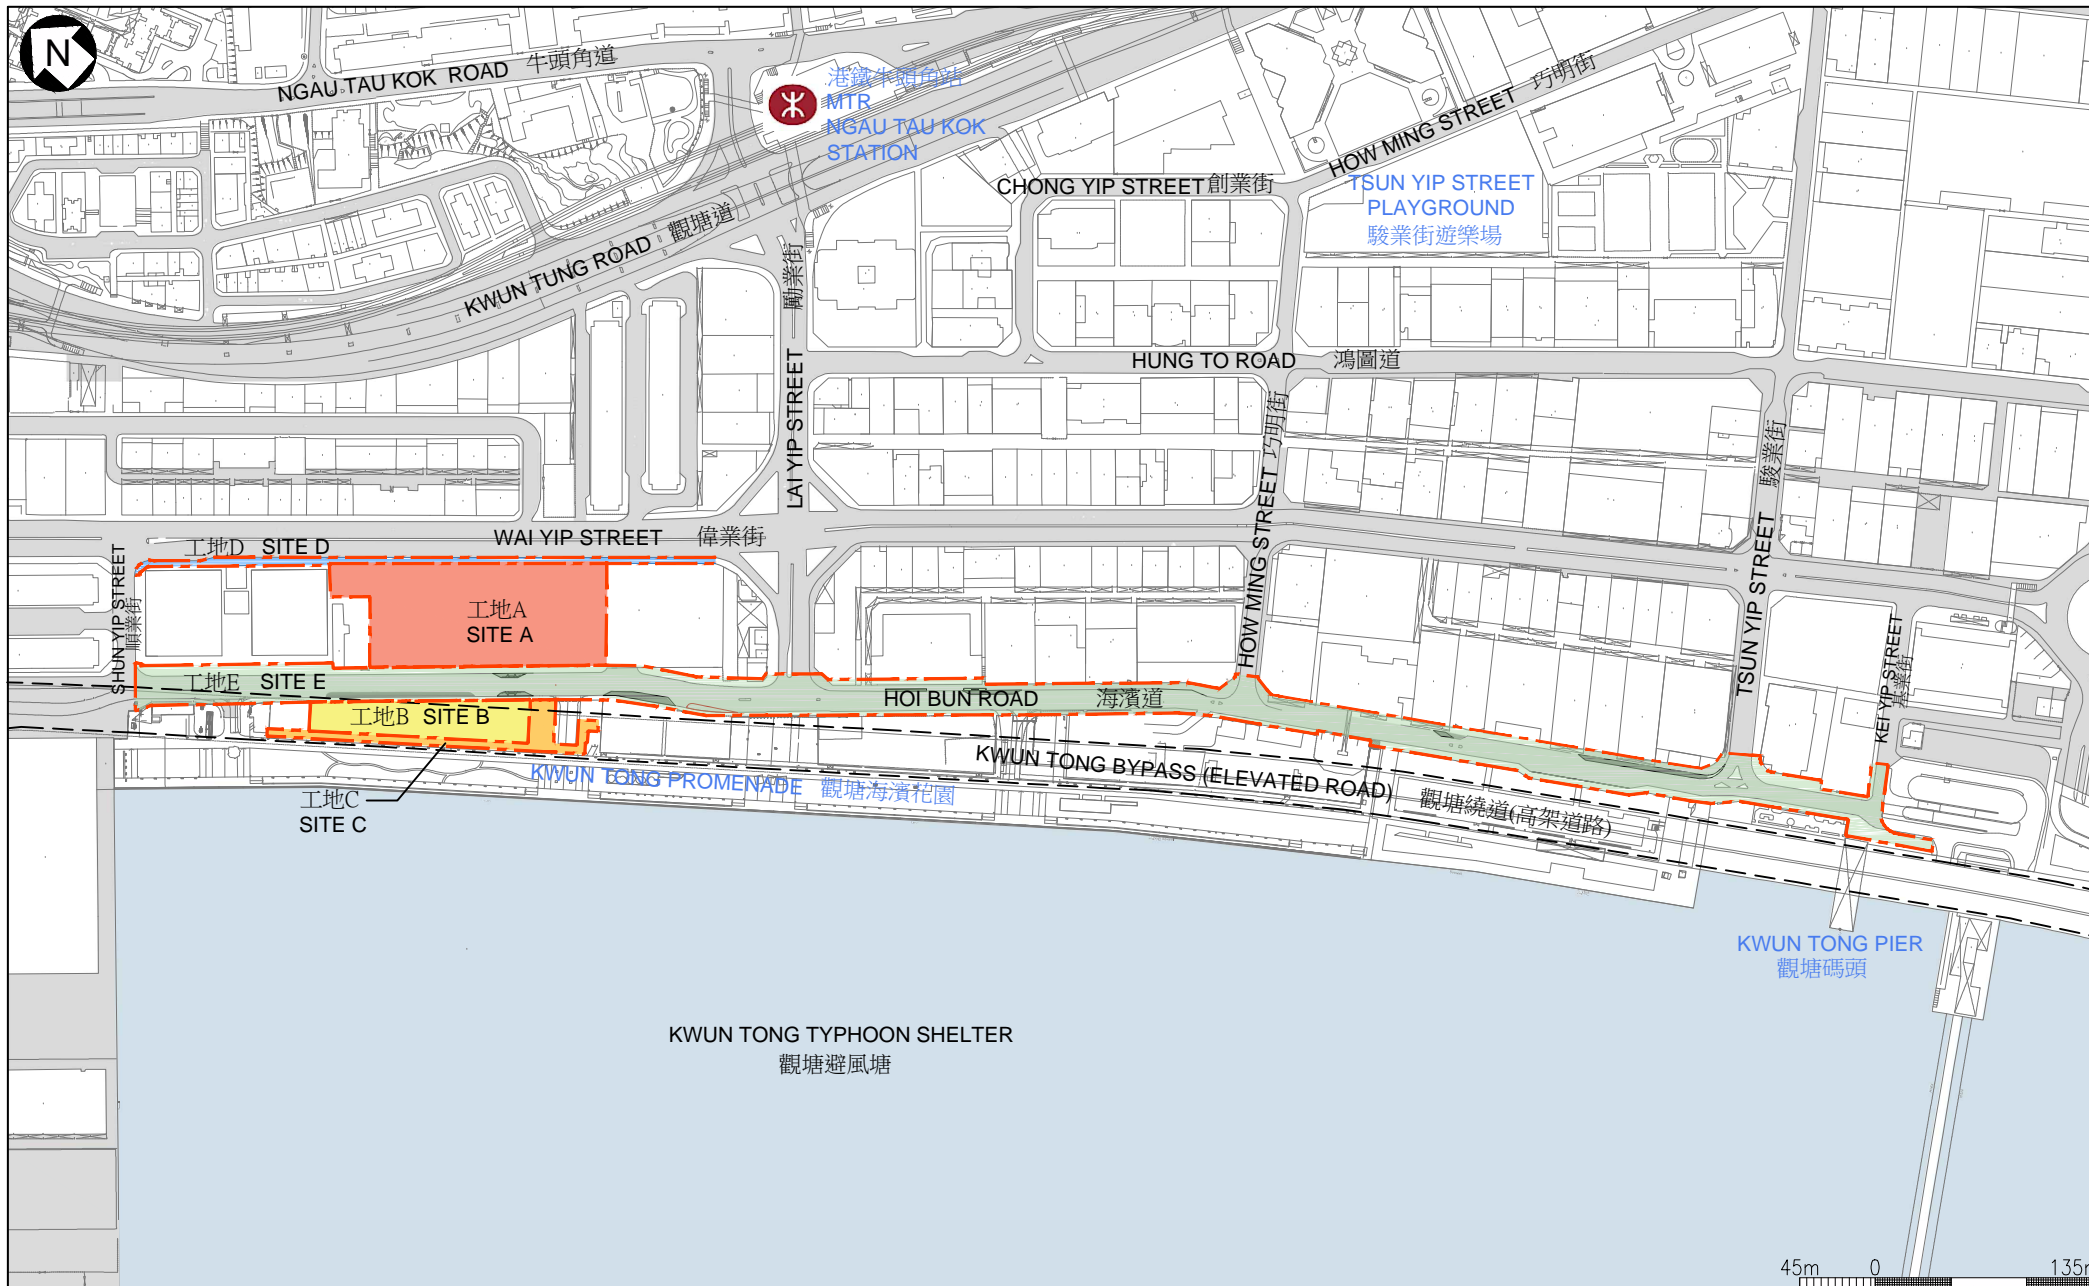 N
NGAU TAU KOK ROAD 牛頭角道
港鐵牛頭角站
MTR
NGAU TAU KOK
STATION
HOW MING STREET 巧明街
CHONG YIP STREET 創業街
TSUN YIP STREET
PLAYGROUND
駿業街遊樂場
KWUN TUNG ROAD 觀塘道
勵業街
LAI YIP STREET
HUNG TO ROAD 鴻圖道
HOW MING STREET 巧明街
駿業街
TSUN YIP STREET
WAI YIP STREET 偉業街
工地D SITE D
SHUN YIP STREET
順業街
工地A
SITE A
KEI YIP STREET
基業街
工地E SITE E
HOI BUN ROAD 海濱道
工地B SITE B
KWUN TONG BYPASS (ELEVATED ROAD) 觀塘繞道(高架道路)
KWUN TONG PROMENADE 觀塘海濱花園
工地C
SITE C
KWUN TONG PIER
觀塘碼頭
KWUN TONG TYPHOON SHELTER
觀塘避風塘
45m 0 135m